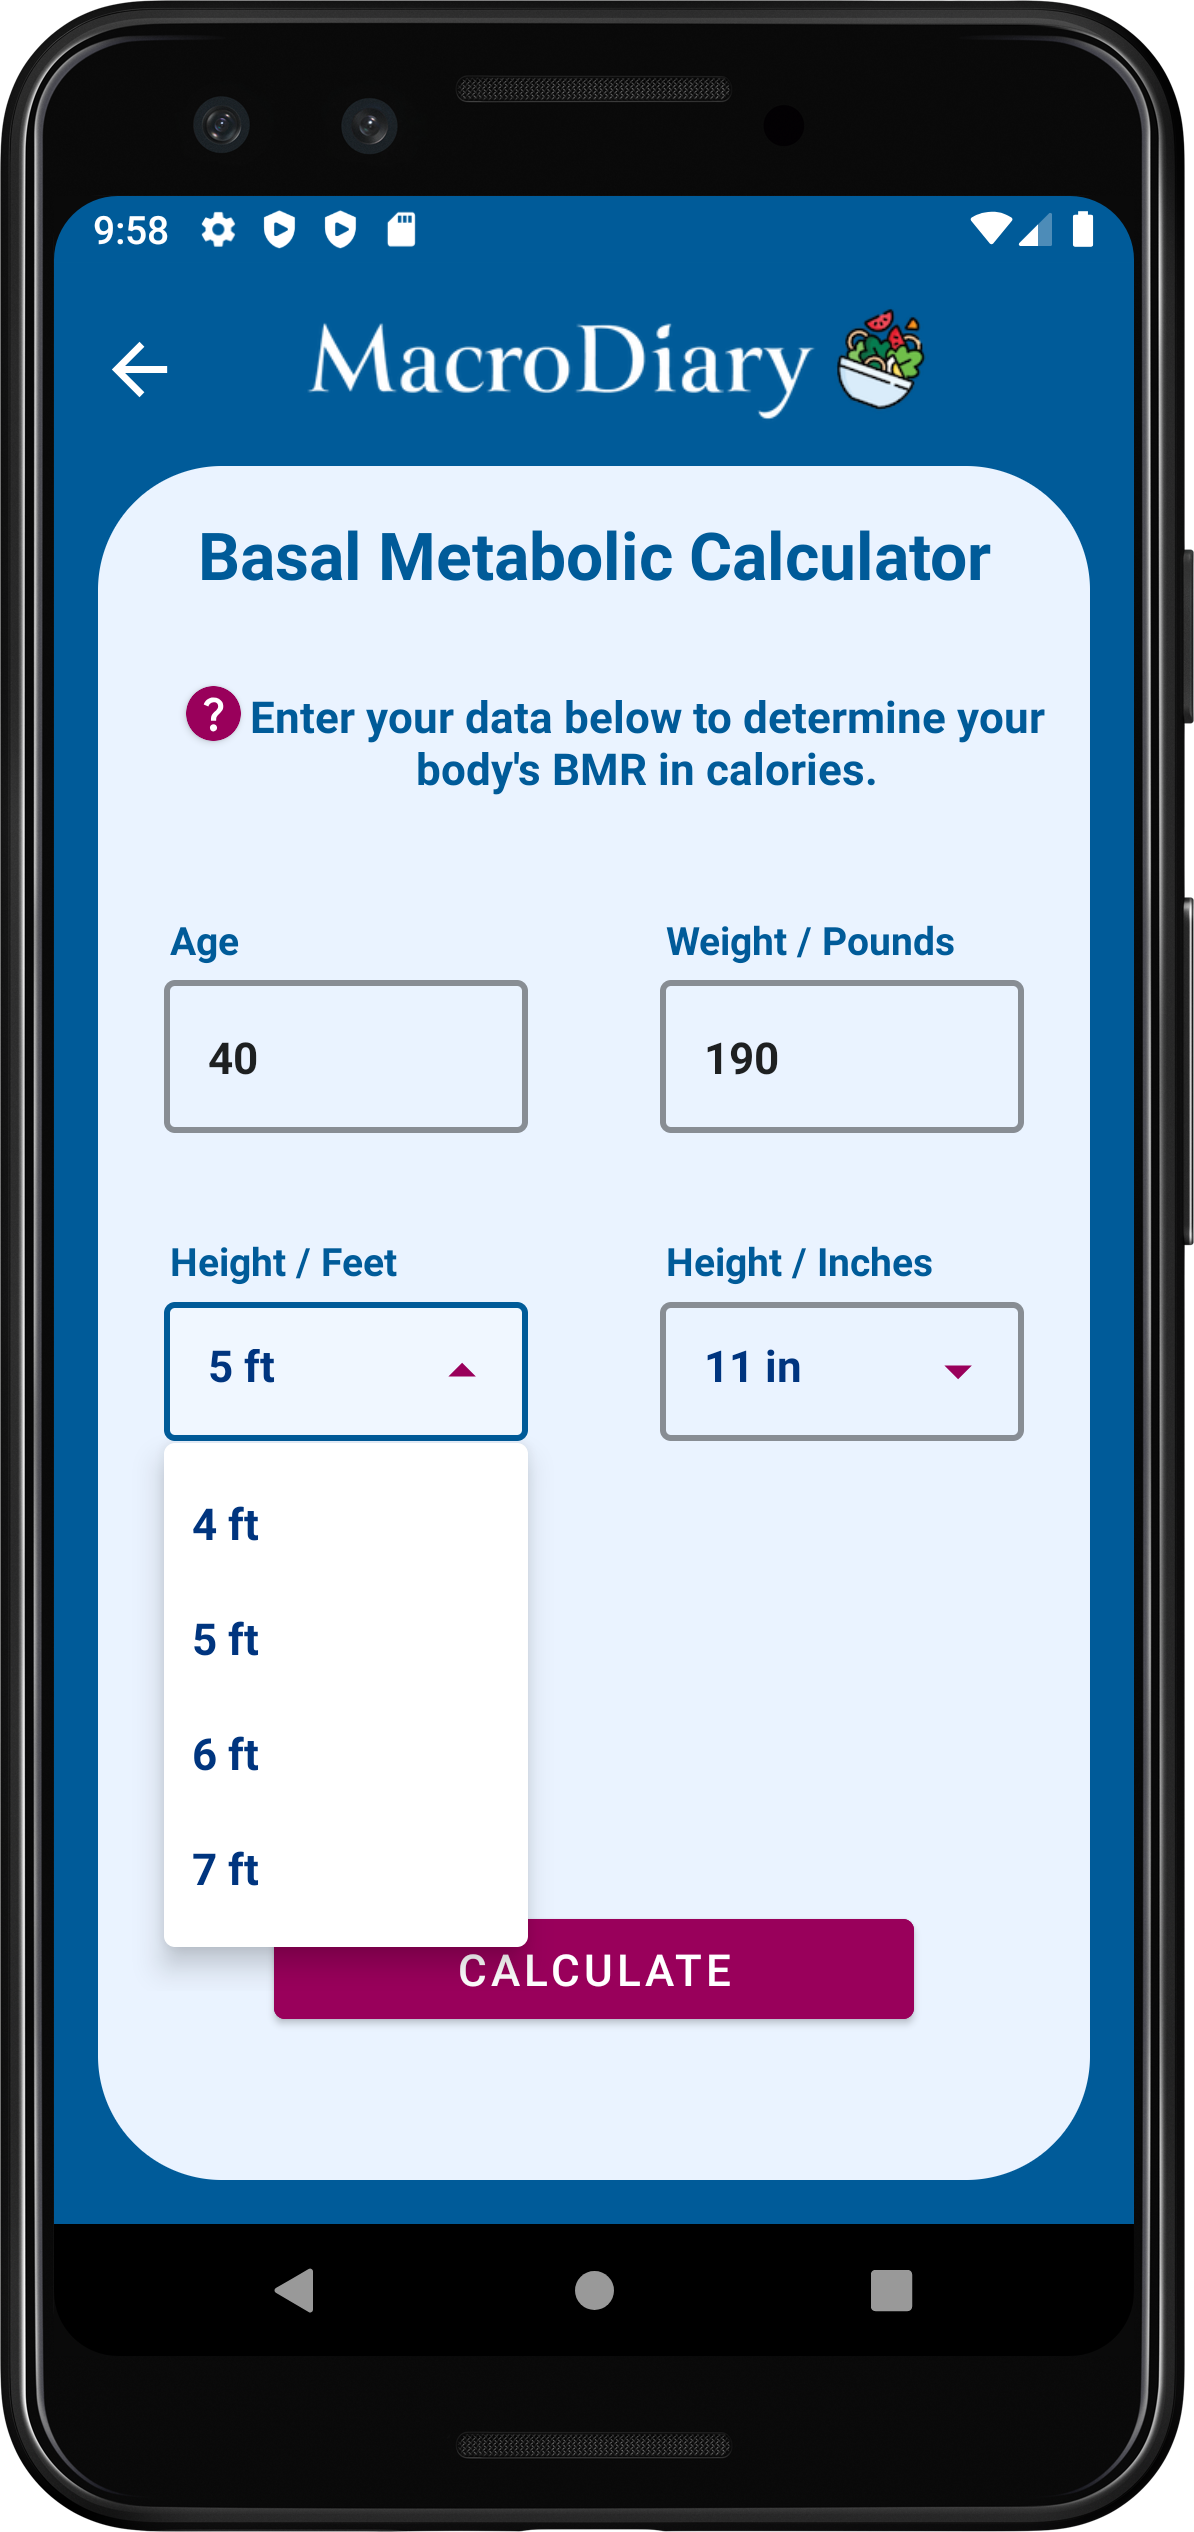 9:58
MacroDiary
Basal Metabolic Calculator
? Enter your data below to determine your
body's BMR in calories.
Age
Weight / Pounds
40
190
Height / Feet
Height / Inches
5 ft
11 in
4 ft
5 ft
6 ft
7 ft
CALCULATE